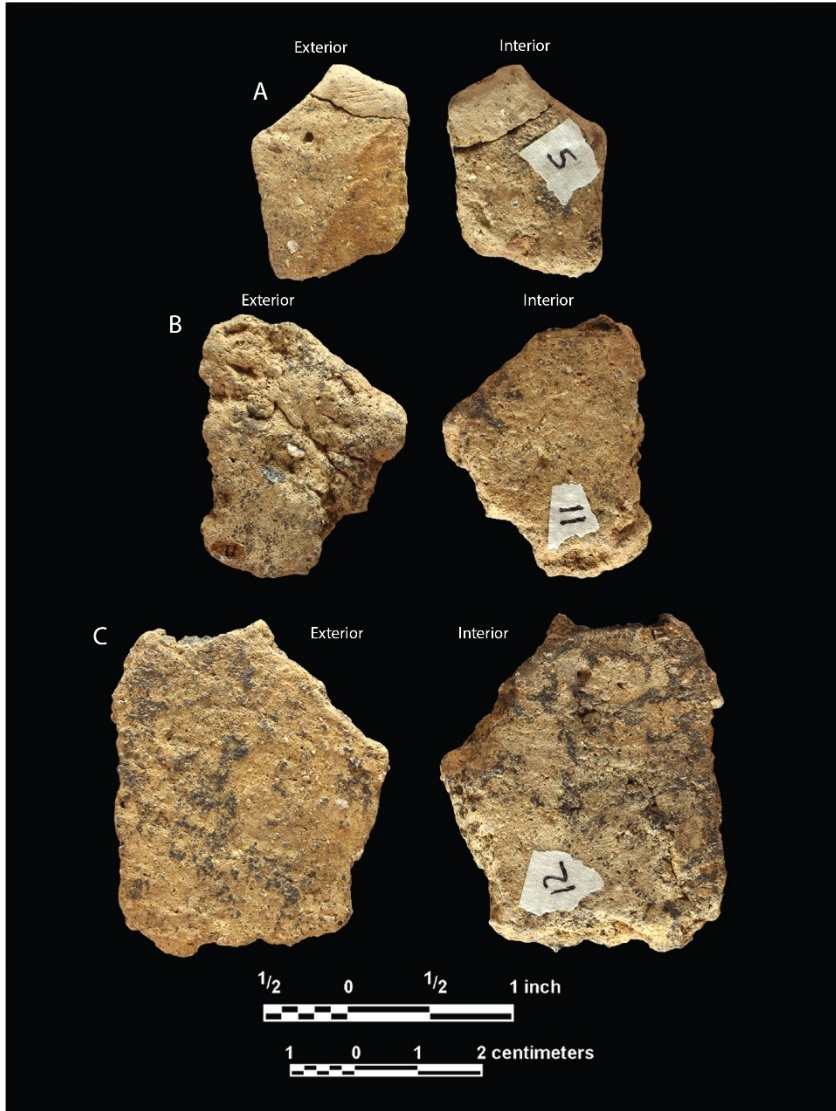 Exterior Interior
A
5
Exterior Interior
B
11
11
C Exterior Interior
12
1/2 0 1/2 1 inch
1 0 1 2 centimeters